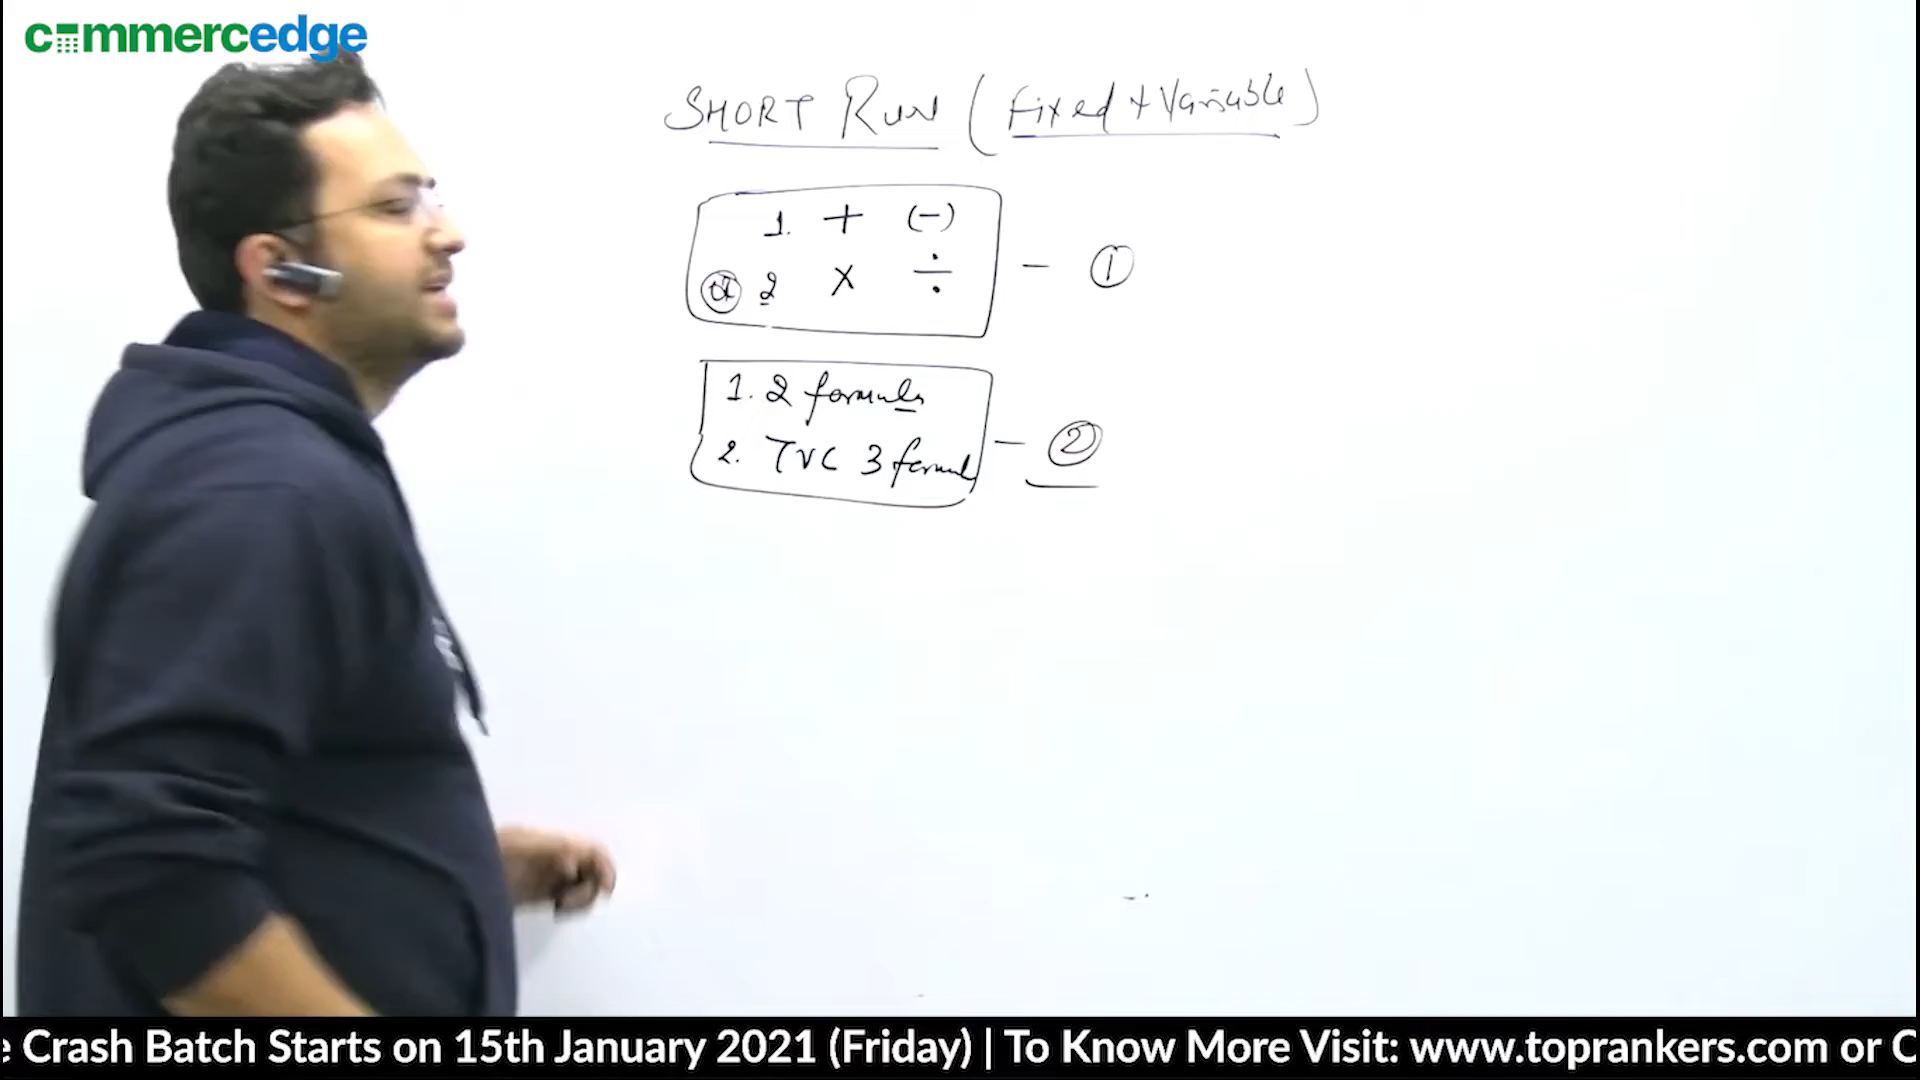 commercedge
SHORT RUN (fixed + Variable)
1. + (-)
2 × ÷
- ①
1. 2 formula
2. TVC 3 formul
- ②
e Crash Batch Starts on 15th January 2021 (Friday) | To Know More Visit: www.toprankers.com or C